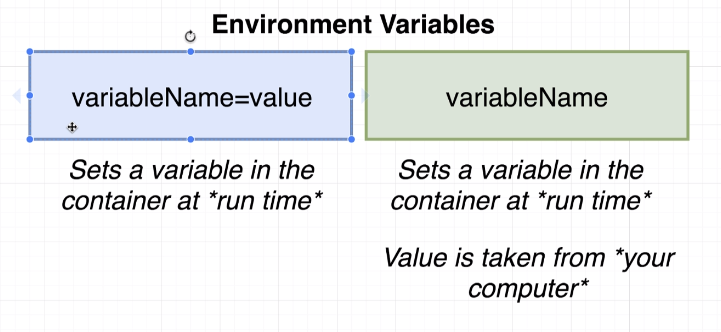 Environment Variables
variableName=value
variableName
Sets a variable in the
container at *run time*
Sets a variable in the
container at *run time*
Value is taken from *your
computer*